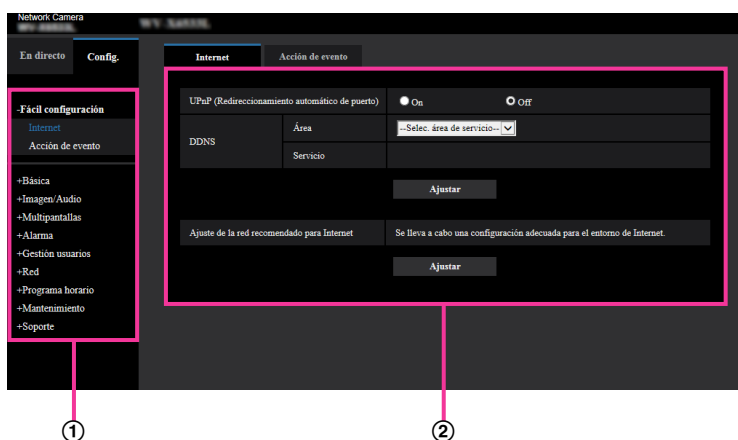 Network Camera
En directo Config.
Internet Acción de evento
-Fácil configuración
Internet
Acción de evento
+Básica
+Imagen/Audio
+Multipantallas
+Alarma
+Gestión usuarios
+Red
+Programa horario
+Mantenimiento
+Soporte
UPnP (Redireccionamiento automático de puerto) On Off
DDNS
Área --Selec. área de servicio--
Servicio
Ajustar
Ajuste de la red recomendado para Internet Se lleva a cabo una configuración adecuada para el entorno de Internet.
Ajustar
① ②